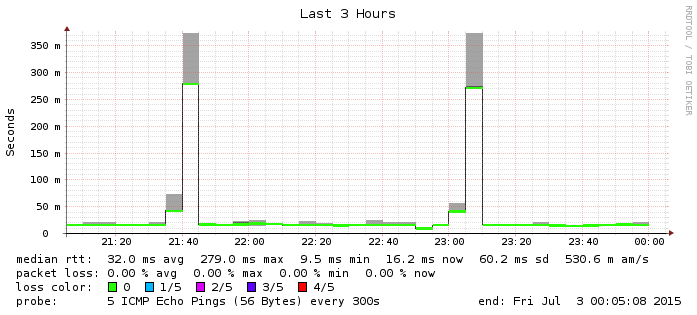 Last 3 Hours
RRDTOOL / TOBI OETIKER
Seconds
350 m
300 m
250 m
200 m
150 m
100 m
50 m
0
21:20 21:40 22:00 22:20 22:40 23:00 23:20 23:40 00:00
median rtt: 32.0 ms avg 279.0 ms max 9.5 ms min 16.2 ms now 60.2 ms sd 530.6 m am/s
packet loss: 0.00 % avg 0.00 % max 0.00 % min 0.00 % now
loss color: 0 1/5 2/5 3/5 4/5
probe: 5 ICMP Echo Pings (56 Bytes) every 300s end: Fri Jul 3 00:05:08 2015